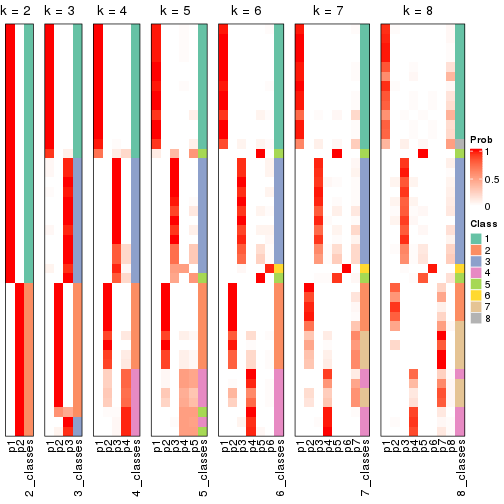 k = 2
k = 3
k = 4
k = 5
k = 6
k = 7
k = 8
p1
p2
2_classes
p1
p2
p3
3_classes
p1
p2
p3
p4
4_classes
p1
p2
p3
p4
p5
5_classes
p1
p2
p3
p4
p5
p6
6_classes
p1
p2
p3
p4
p5
p6
p7
7_classes
p1
p2
p3
p4
p5
p6
p7
p8
8_classes
Prob
1
0.5
0
Class
1
2
3
4
5
6
7
8